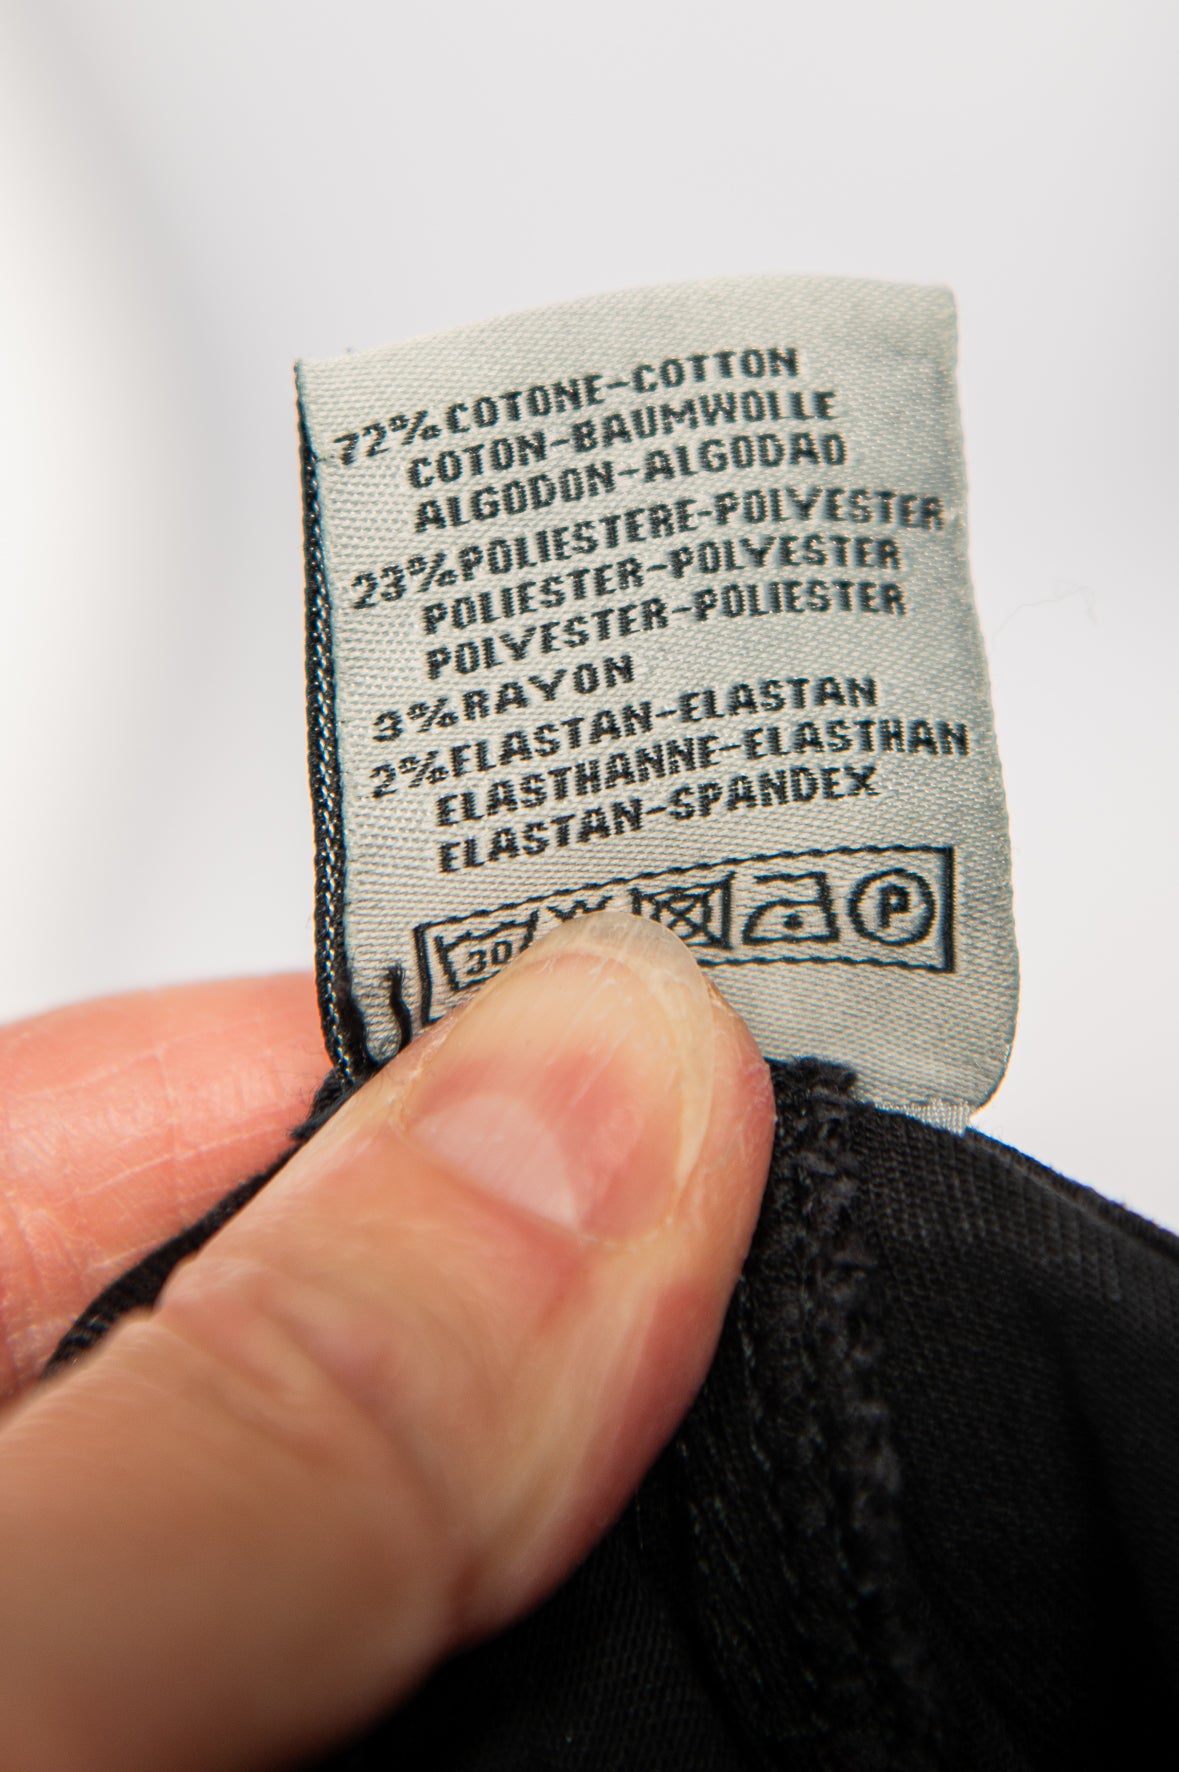 72% COTONE-COTTON
COTON-BAUMWOLLE
ALGODON-ALGODAO
23% POLIESTERE-POLYESTER
POLIESTER-POLYESTER
POLYESTER-POLIESTER
3% RAYON
2% ELASTAN-ELASTAN
ELASTHANNE-ELASTHAN
ELASTAN-SPANDEX
30 P